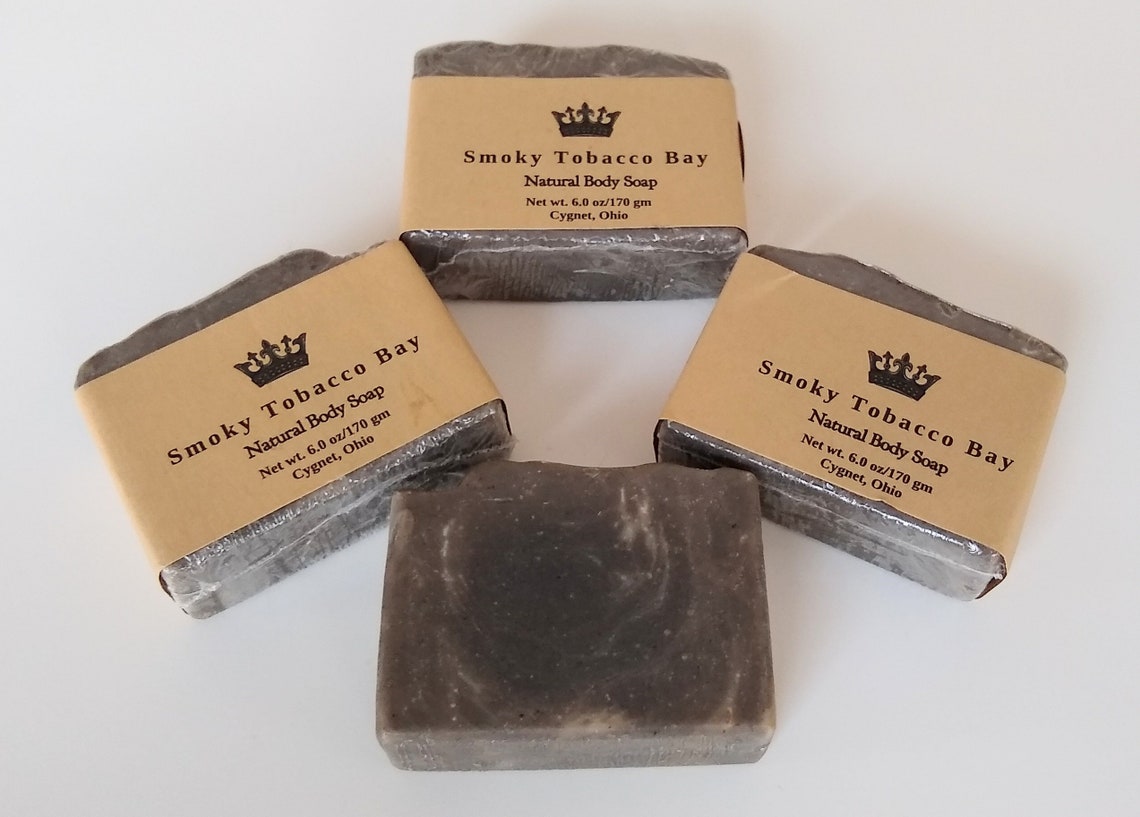 Smoky Tobacco Bay
Natural Body Soap
Net wt. 6.0 oz/170 gm
Cygnet, Ohio
Smoky Tobacco Bay
Natural Body Soap
Net wt. 6.0 oz/170 gm
Cygnet, Ohio
Smoky Tobacco Bay
Natural Body Soap
Net wt. 6.0 oz/170 gm
Cygnet, Ohio